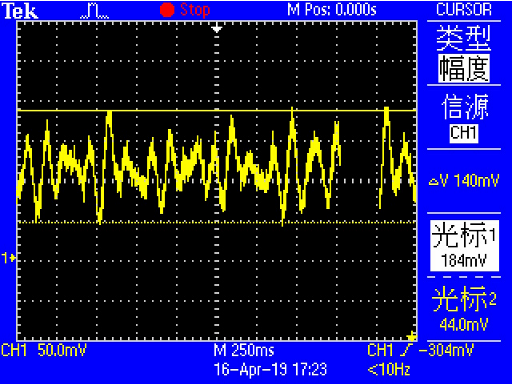 Tek Stop M Pos: 0.000s CURSOR
类型
幅度
信源
CH1
△V 140mV
光标1
184mV
光标2
44.0mV
1
CH1 50.0mV M 250ms CH1 -304mV
16-Apr-19 17:23 <10Hz